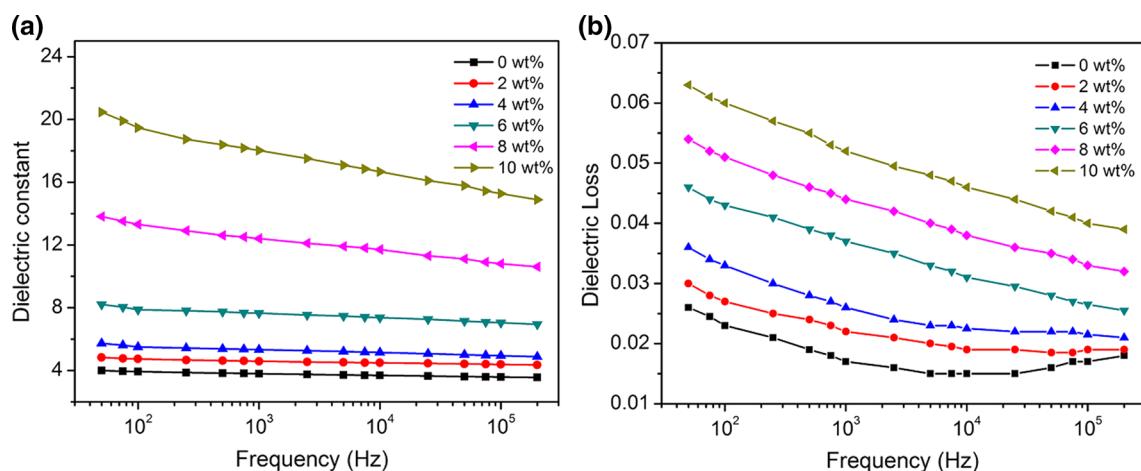 (a)
Dielectric constant
24
20
16
12
8
4
0 wt%
2 wt%
4 wt%
6 wt%
8 wt%
10 wt%
10²
10³
10⁴
10⁵
Frequency (Hz)
(b)
Dielectric Loss
0.07
0.06
0.05
0.04
0.03
0.02
0.01
0 wt%
2 wt%
4 wt%
6 wt%
8 wt%
10 wt%
10²
10³
10⁴
10⁵
Frequency (Hz)